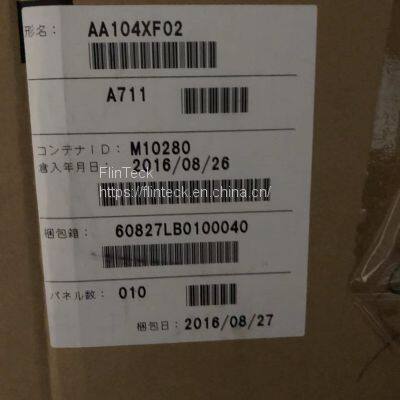 形名： AA104XF02
A711
コンテナID： M10280
倉入年月日： 2016/08/26
FlinTeck
https://flinteck.en.china.cn/
梱包箱： 60827LB0100040
パネル数： 010
梱包日： 2016/08/27